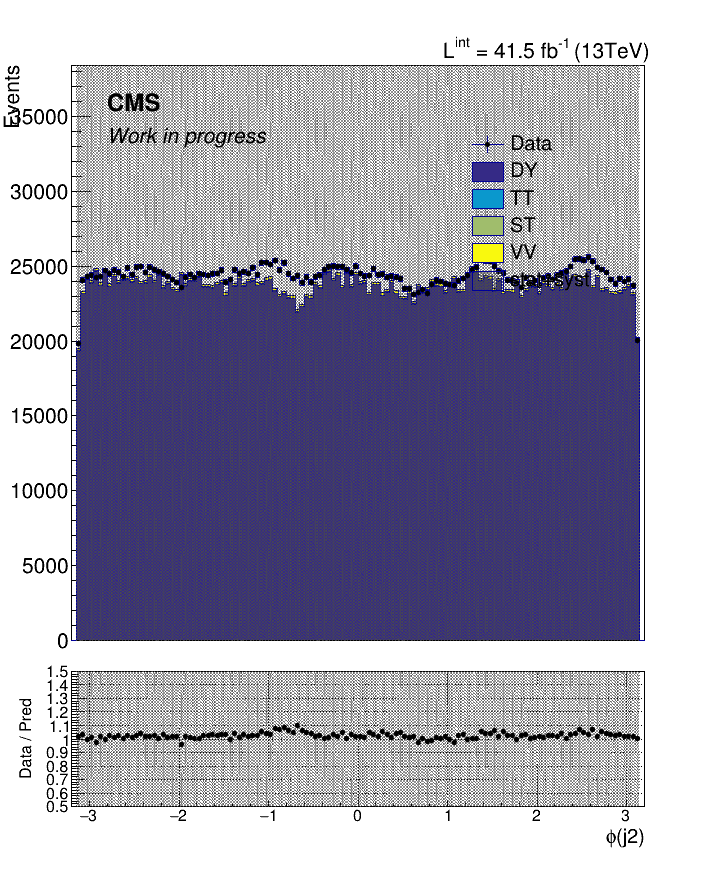 L^int = 41.5 fb^-1 (13TeV)
Events
CMS
Work in progress
Data
DY
TT
ST
VV
35000
30000
25000
20000
15000
10000
5000
0
Data / Pred
1.5
1.4
1.3
1.2
1.1
1
0.9
0.8
0.7
0.6
0.5
−3 −2 −1 0 1 2 3
ϕ(j2)